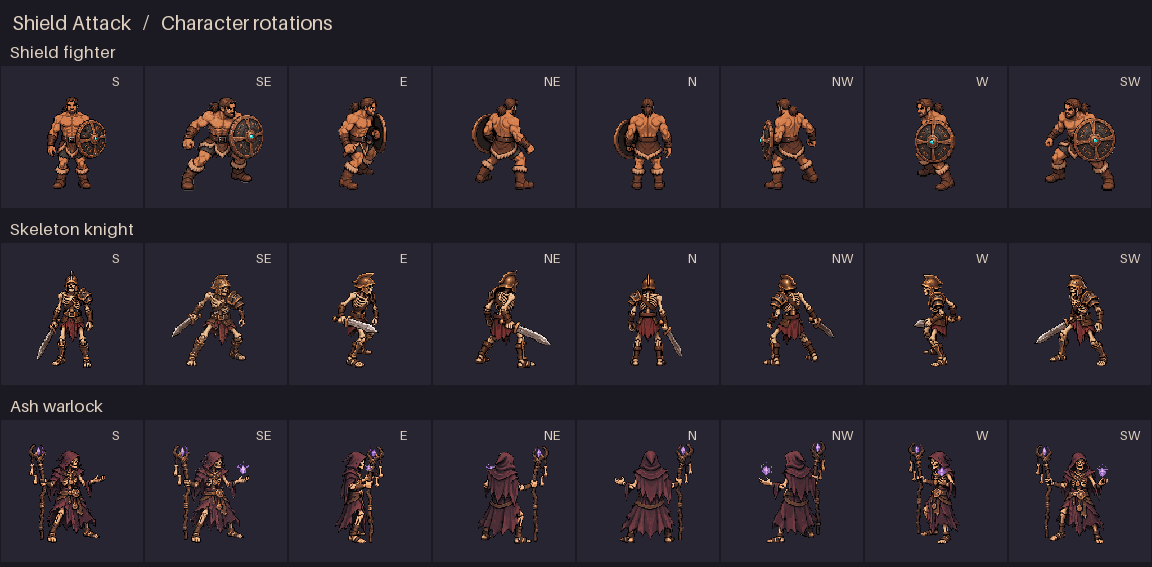 Shield Attack / Character rotations
Shield fighter
S SE E NE N NW W SW
Skeleton knight
S SE E NE N NW W SW
Ash warlock
S SE E NE N NW W SW